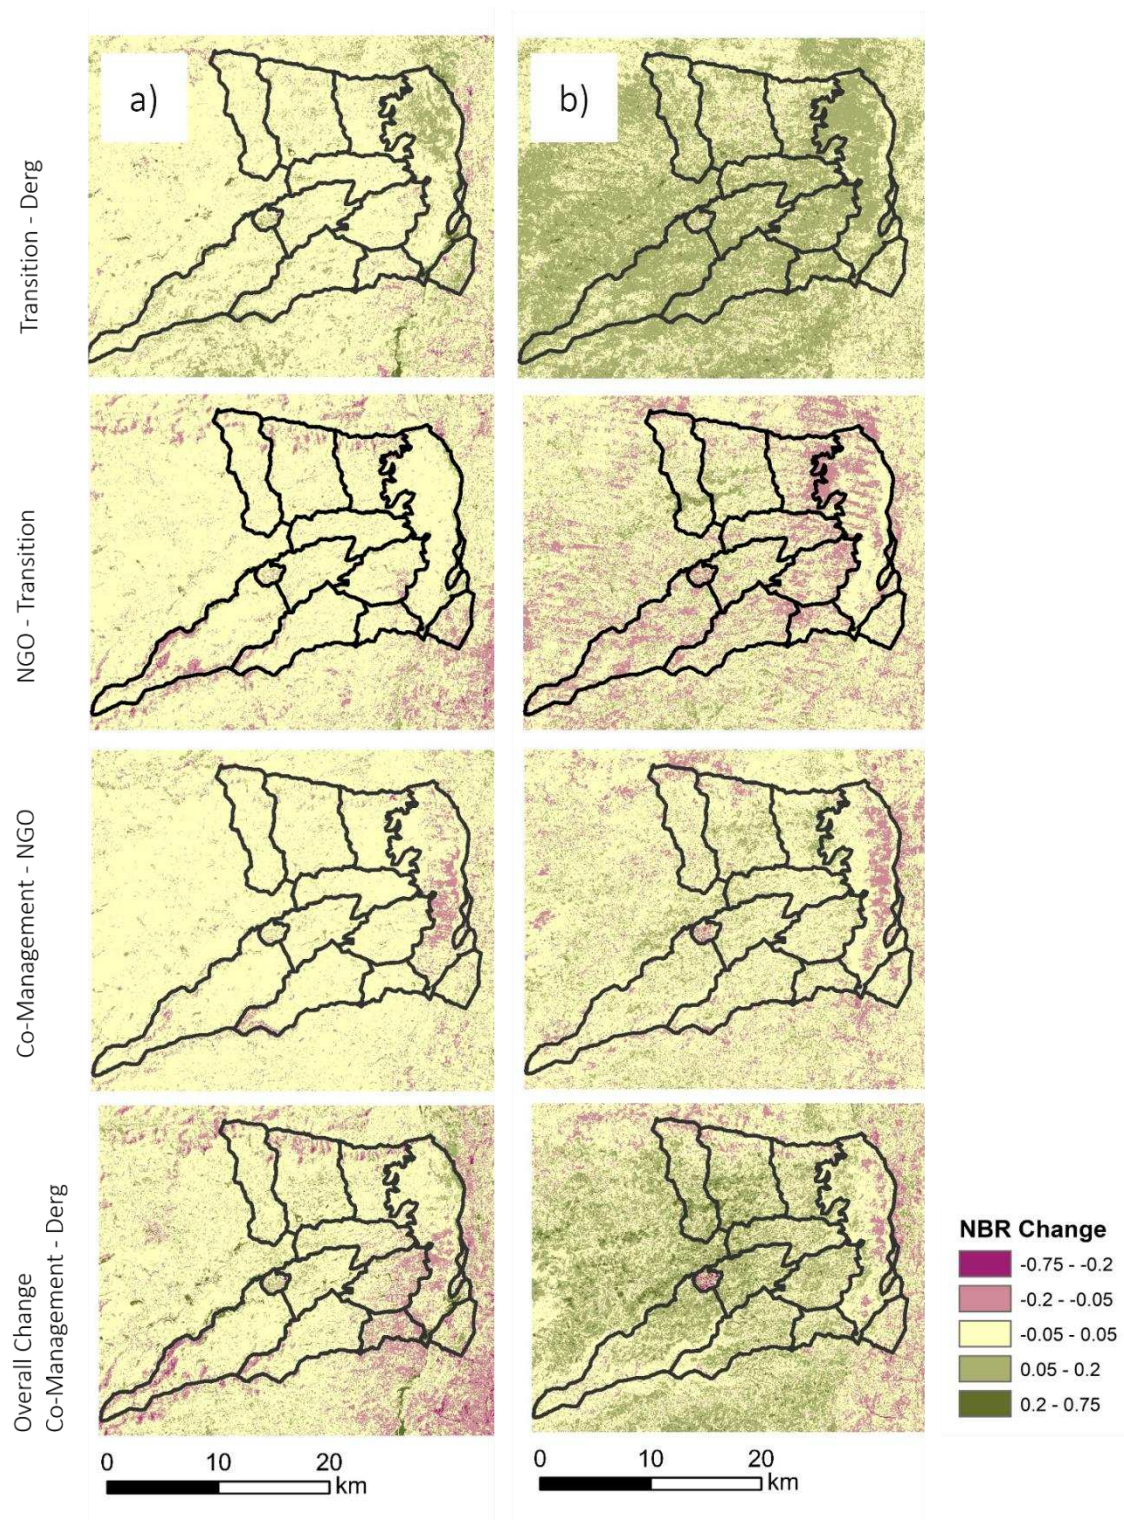 a)
b)
Transition - Derg
NGO - Transition
Co-Management - NGO
Overall Change
Co-Management - Derg
NBR Change
-0.75 - -0.2
-0.2 - -0.05
-0.05 - 0.05
0.05 - 0.2
0.2 - 0.75
0 10 20
km
0 10 20
km